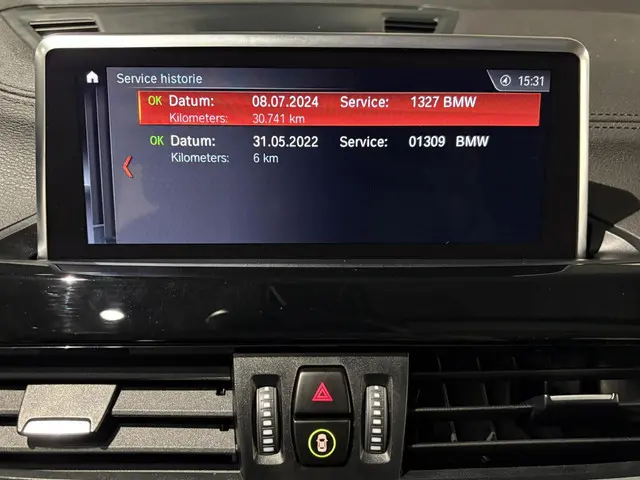 Service historie 15:31
OK Datum: 08.07.2024 Service: 1327 BMW
Kilometers: 30.741 km
OK Datum: 31.05.2022 Service: 01309 BMW
Kilometers: 6 km